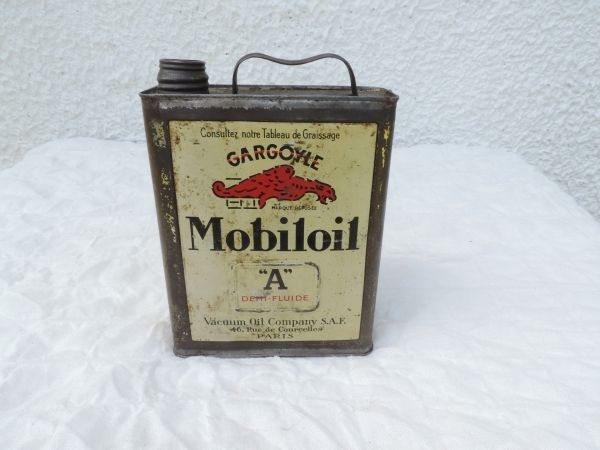 Consultez notre Tableau de Graissage
GARGOYLE
MARQUE DÉPOSÉE
Mobiloil
"A"
DEMI-FLUIDE
Vacuum Oil Company S.A.F.
46, Rue de Courcelles
PARIS